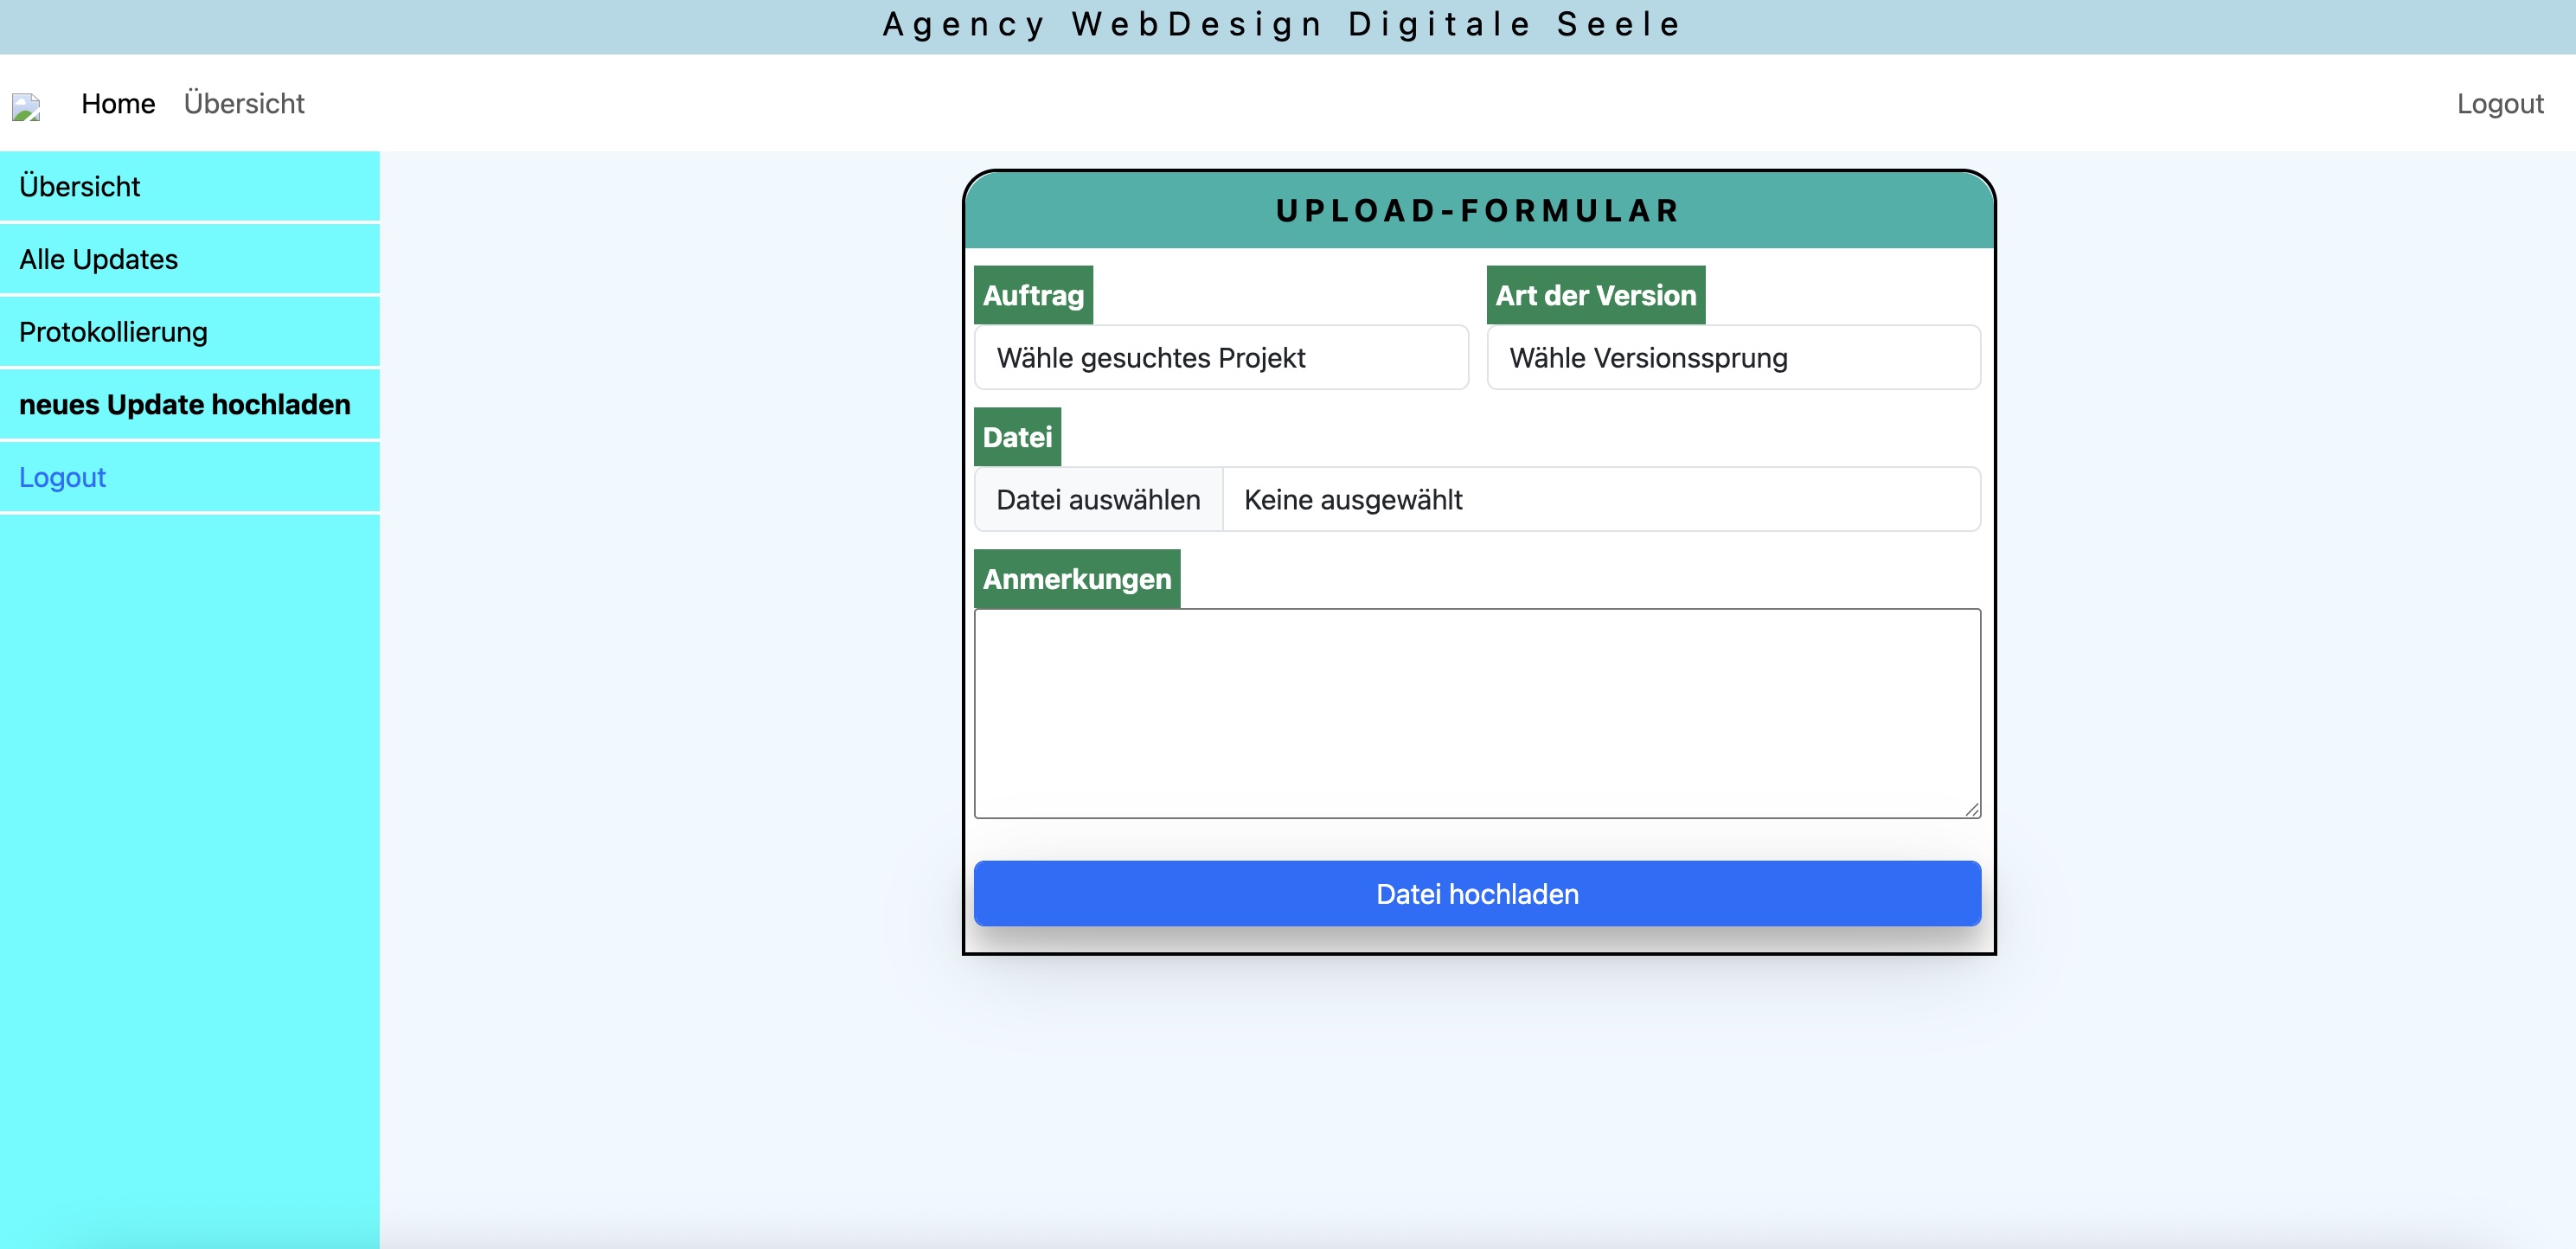 Agency WebDesign Digitale Seele
Home Übersicht Logout
Übersicht
Alle Updates
Protokollierung
neues Update hochladen
Logout
UPLOAD-FORMULAR
Auftrag Art der Version
Wähle gesuchtes Projekt Wähle Versionssprung
Datei
Datei auswählen Keine ausgewählt
Anmerkungen
Datei hochladen